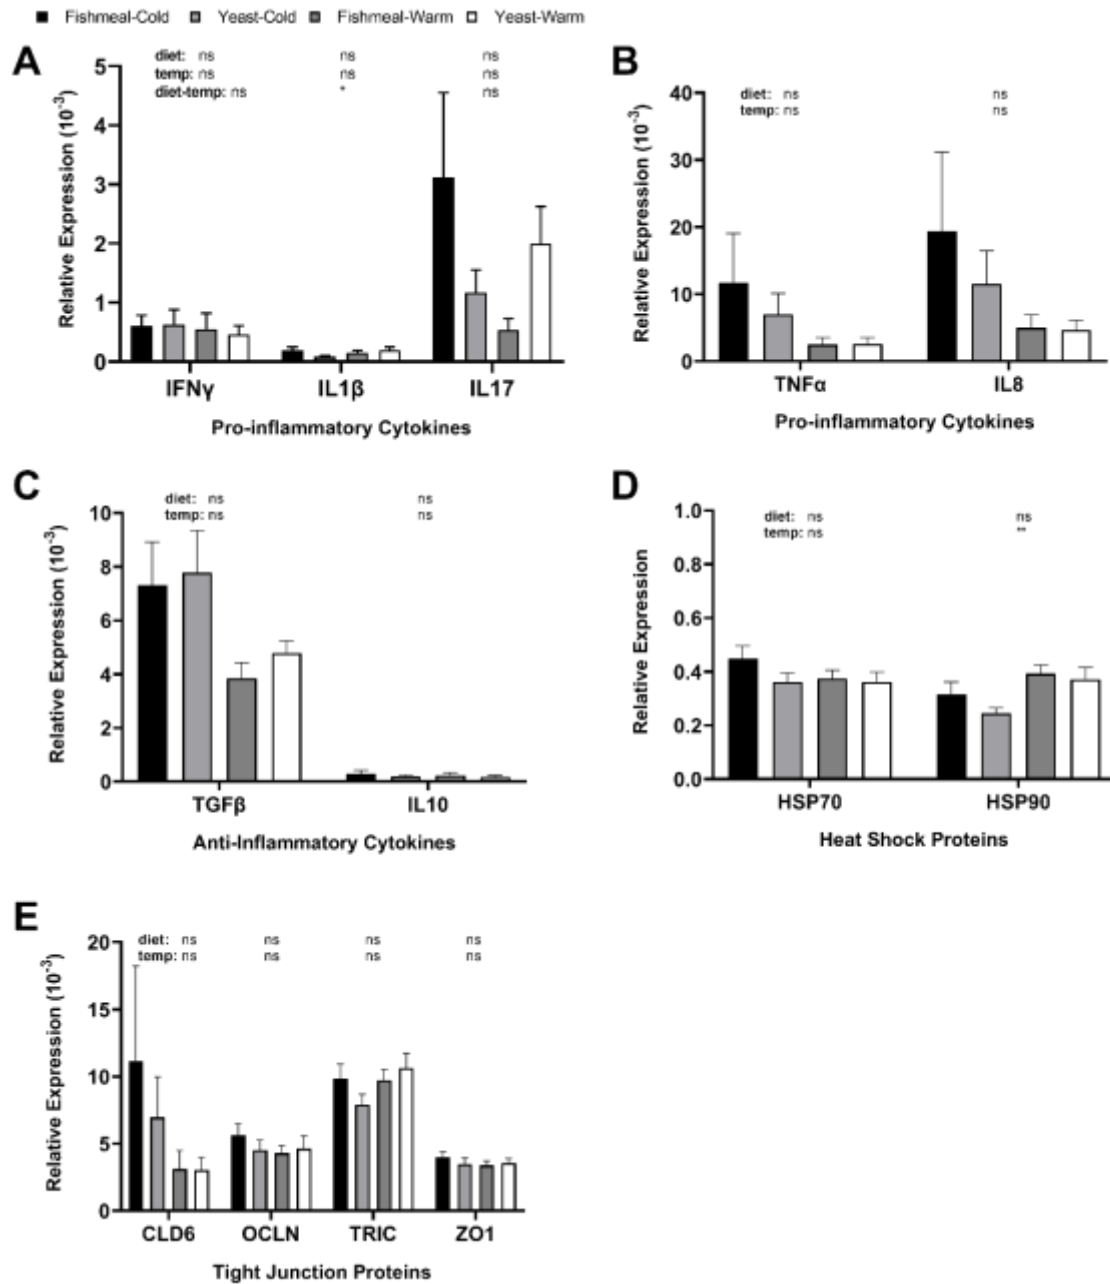 Fishmeal-Cold Yeast-Cold Fishmeal-Warm Yeast-Warm
A
diet: ns ns ns
temp: ns ns ns
diet-temp: ns * ns
Relative Expression (10⁻³)
5
4
3
2
1
0
IFNγ IL1β IL17
Pro-inflammatory Cytokines
B
diet: ns ns
temp: ns ns
Relative Expression (10⁻³)
40
30
20
10
0
TNFα IL8
Pro-inflammatory Cytokines
C
diet: ns ns
temp: ns ns
Relative Expression (10⁻³)
10
8
6
4
2
0
TGFβ IL10
Anti-Inflammatory Cytokines
D
diet: ns ns
temp: ns **
Relative Expression
1.0
0.8
0.6
0.4
0.2
0.0
HSP70 HSP90
Heat Shock Proteins
E
diet: ns ns ns ns
temp: ns ns ns ns
Relative Expression (10⁻³)
20
15
10
5
0
CLD6 OCLN TRIC ZO1
Tight Junction Proteins